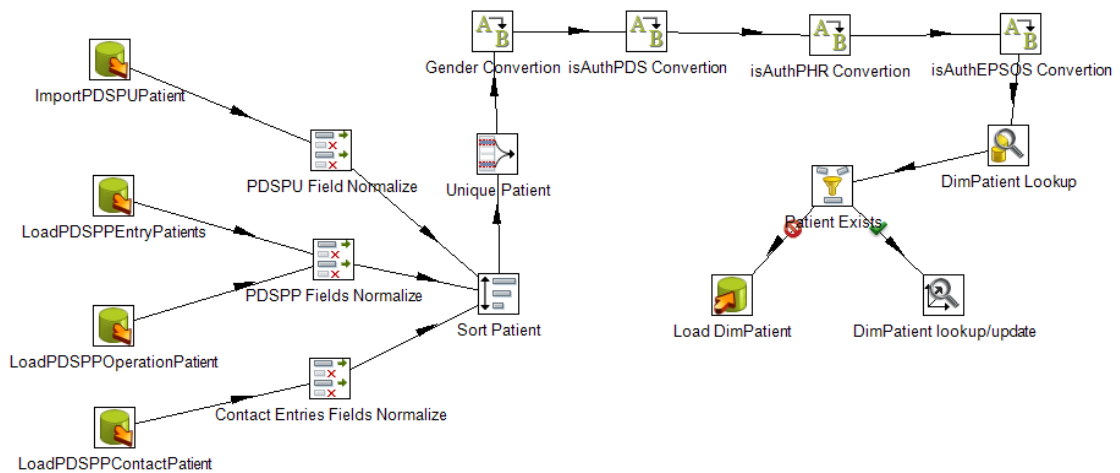 ImportPDSPUPatient
PDSPU Field Normalize
LoadPDSPPEntryPatients
PDSPP Fields Normalize
LoadPDSPPOperationPatient
Contact Entries Fields Normalize
LoadPDSPPContactPatient
Sort Patient
Unique Patient
A
B
Gender Convertion
A
B
isAuthPDS Convertion
A
B
isAuthPHR Convertion
A
B
isAuthEPSOS Convertion
DimPatient Lookup
Patient Exists
Load DimPatient
DimPatient lookup/update